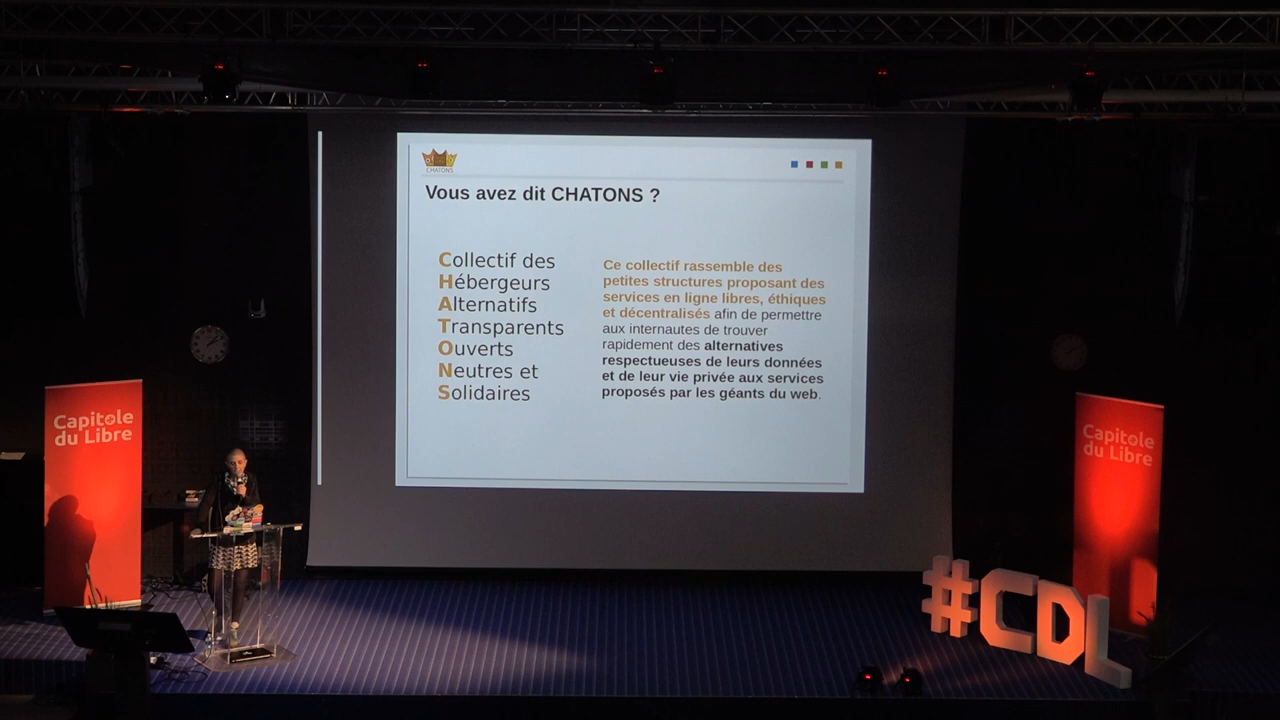 CHATONS
Vous avez dit CHATONS ?
Collectif des
Hébergeurs
Alternatifs
Transparents
Ouverts
Neutres et
Solidaires
Ce collectif rassemble des
petites structures proposant des
services en ligne libres, éthiques
et décentralisés afin de permettre
aux internautes de trouver
rapidement des alternatives
respectueuses de leurs données
et de leur vie privée aux services
proposés par les géants du web.
Capitole
du Libre
Capitole
du Libre
#CDL